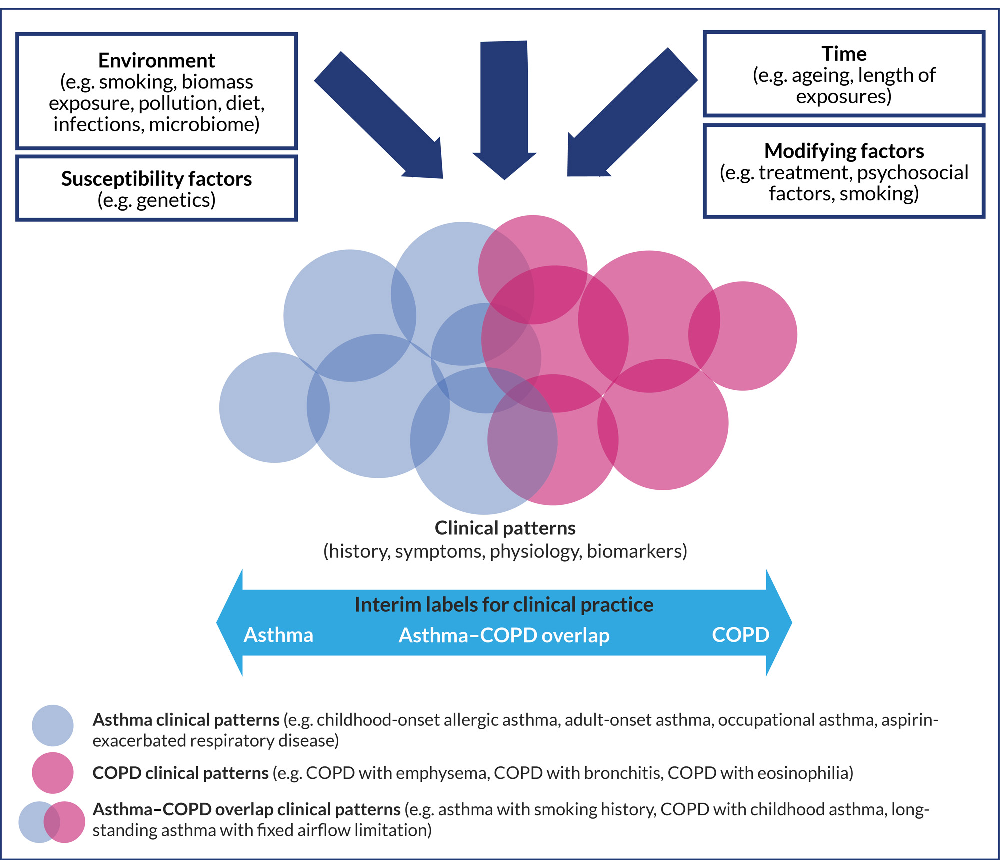 Environment
(e.g. smoking, biomass
exposure, pollution, diet,
infections, microbiome)
Susceptibility factors
(e.g. genetics)
Time
(e.g. ageing, length of
exposures)
Modifying factors
(e.g. treatment, psychosocial
factors, smoking)
Clinical patterns
(history, symptoms, physiology, biomarkers)
Interim labels for clinical practice
Asthma Asthma–COPD overlap COPD
Asthma clinical patterns (e.g. childhood-onset allergic asthma, adult-onset asthma, occupational asthma, aspirin-
exacerbated respiratory disease)
COPD clinical patterns (e.g. COPD with emphysema, COPD with bronchitis, COPD with eosinophilia)
Asthma–COPD overlap clinical patterns (e.g. asthma with smoking history, COPD with childhood asthma, long-
standing asthma with fixed airflow limitation)